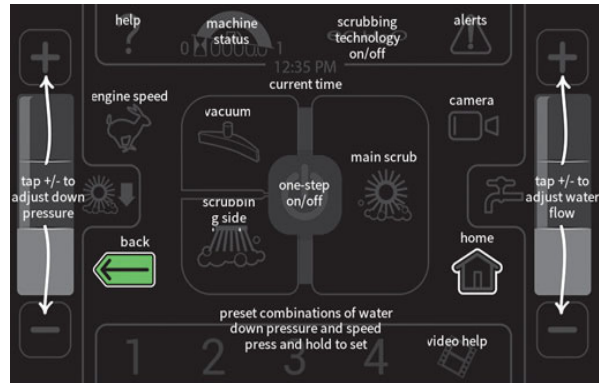 help
machine
status
scrubbing
technology
on/off
alerts
12:35 PM
current time
engine speed
vacuum
camera
main scrub
tap +/- to
adjust down
pressure
one-step
on/off
tap +/- to
adjust water
flow
scrubbin
g side
back
home
preset combinations of water
down pressure and speed
press and hold to set
video help
1 2 3 4